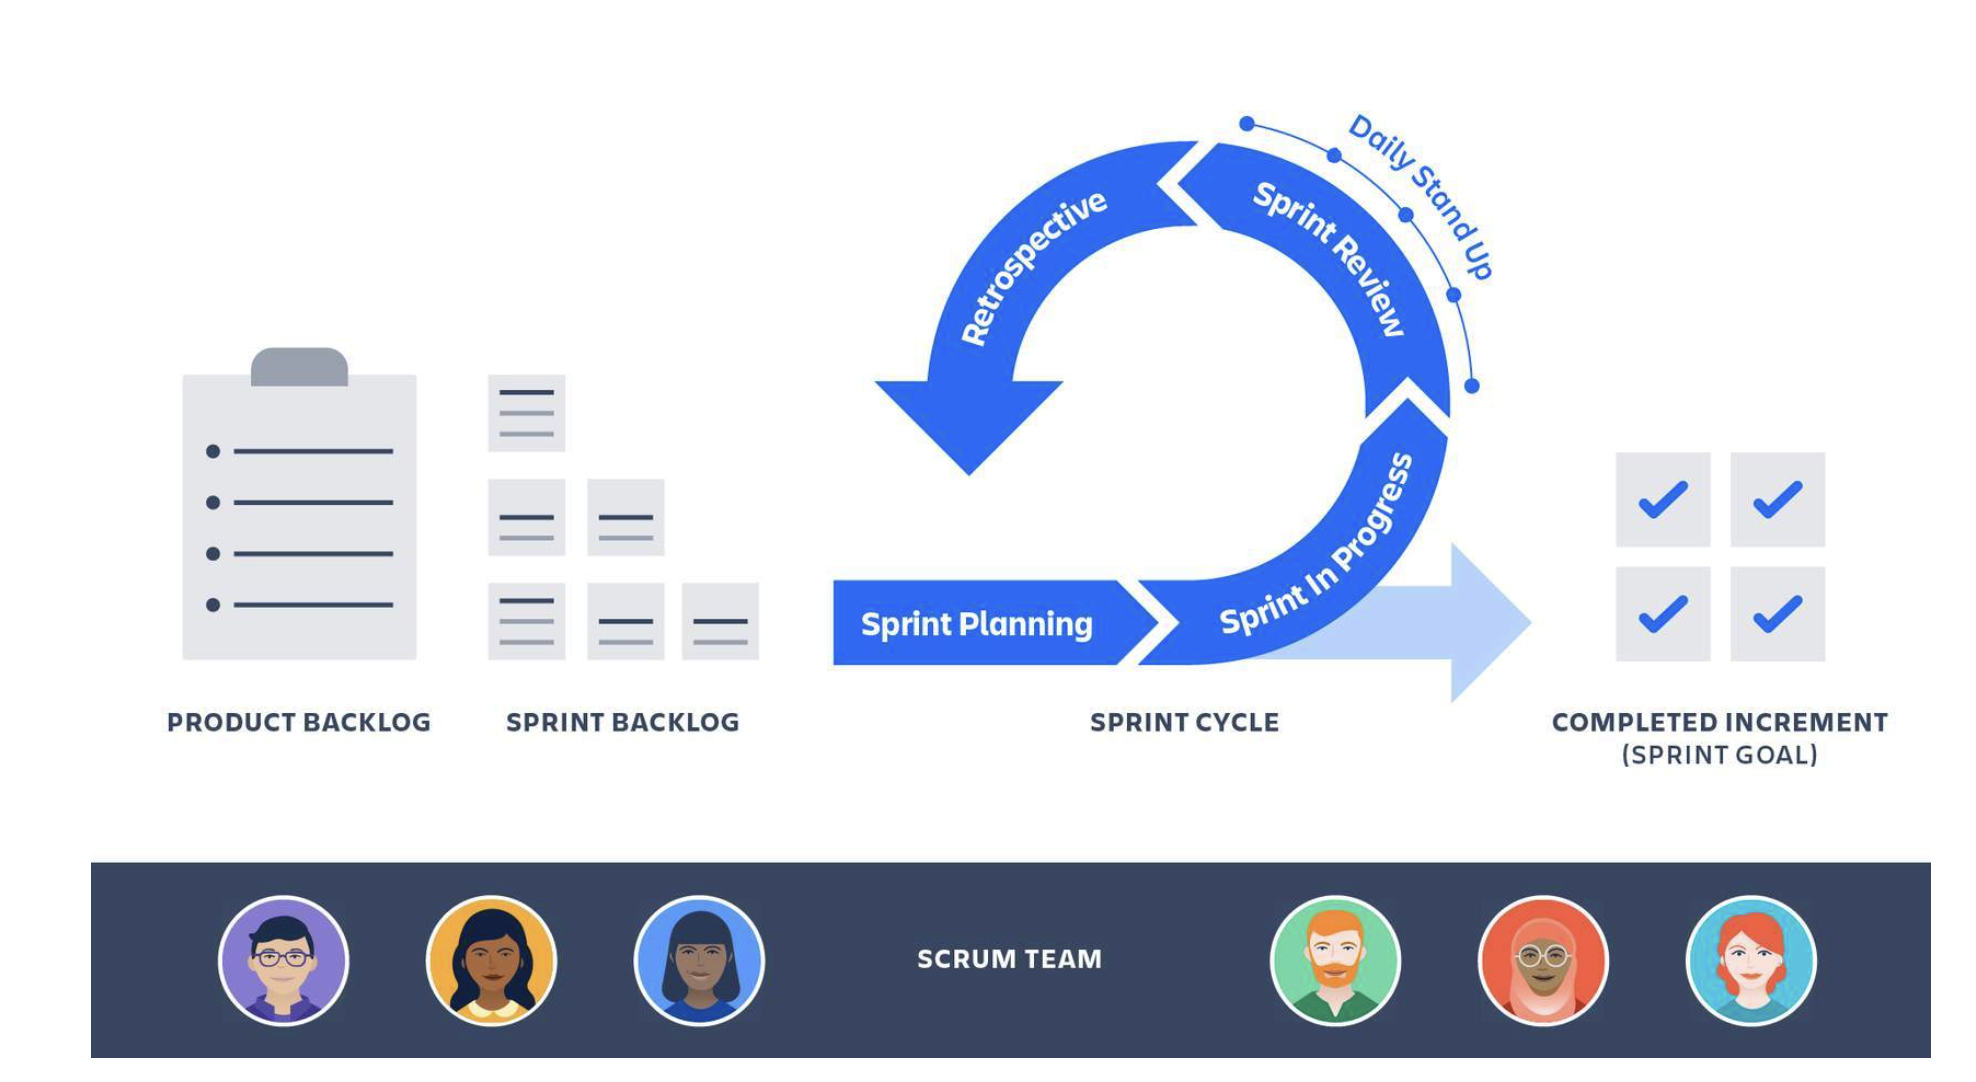 Daily Stand Up
Retrospective
Sprint Review
Sprint In Progress
Sprint Planning
PRODUCT BACKLOG
SPRINT BACKLOG
SPRINT CYCLE
COMPLETED INCREMENT
(SPRINT GOAL)
SCRUM TEAM